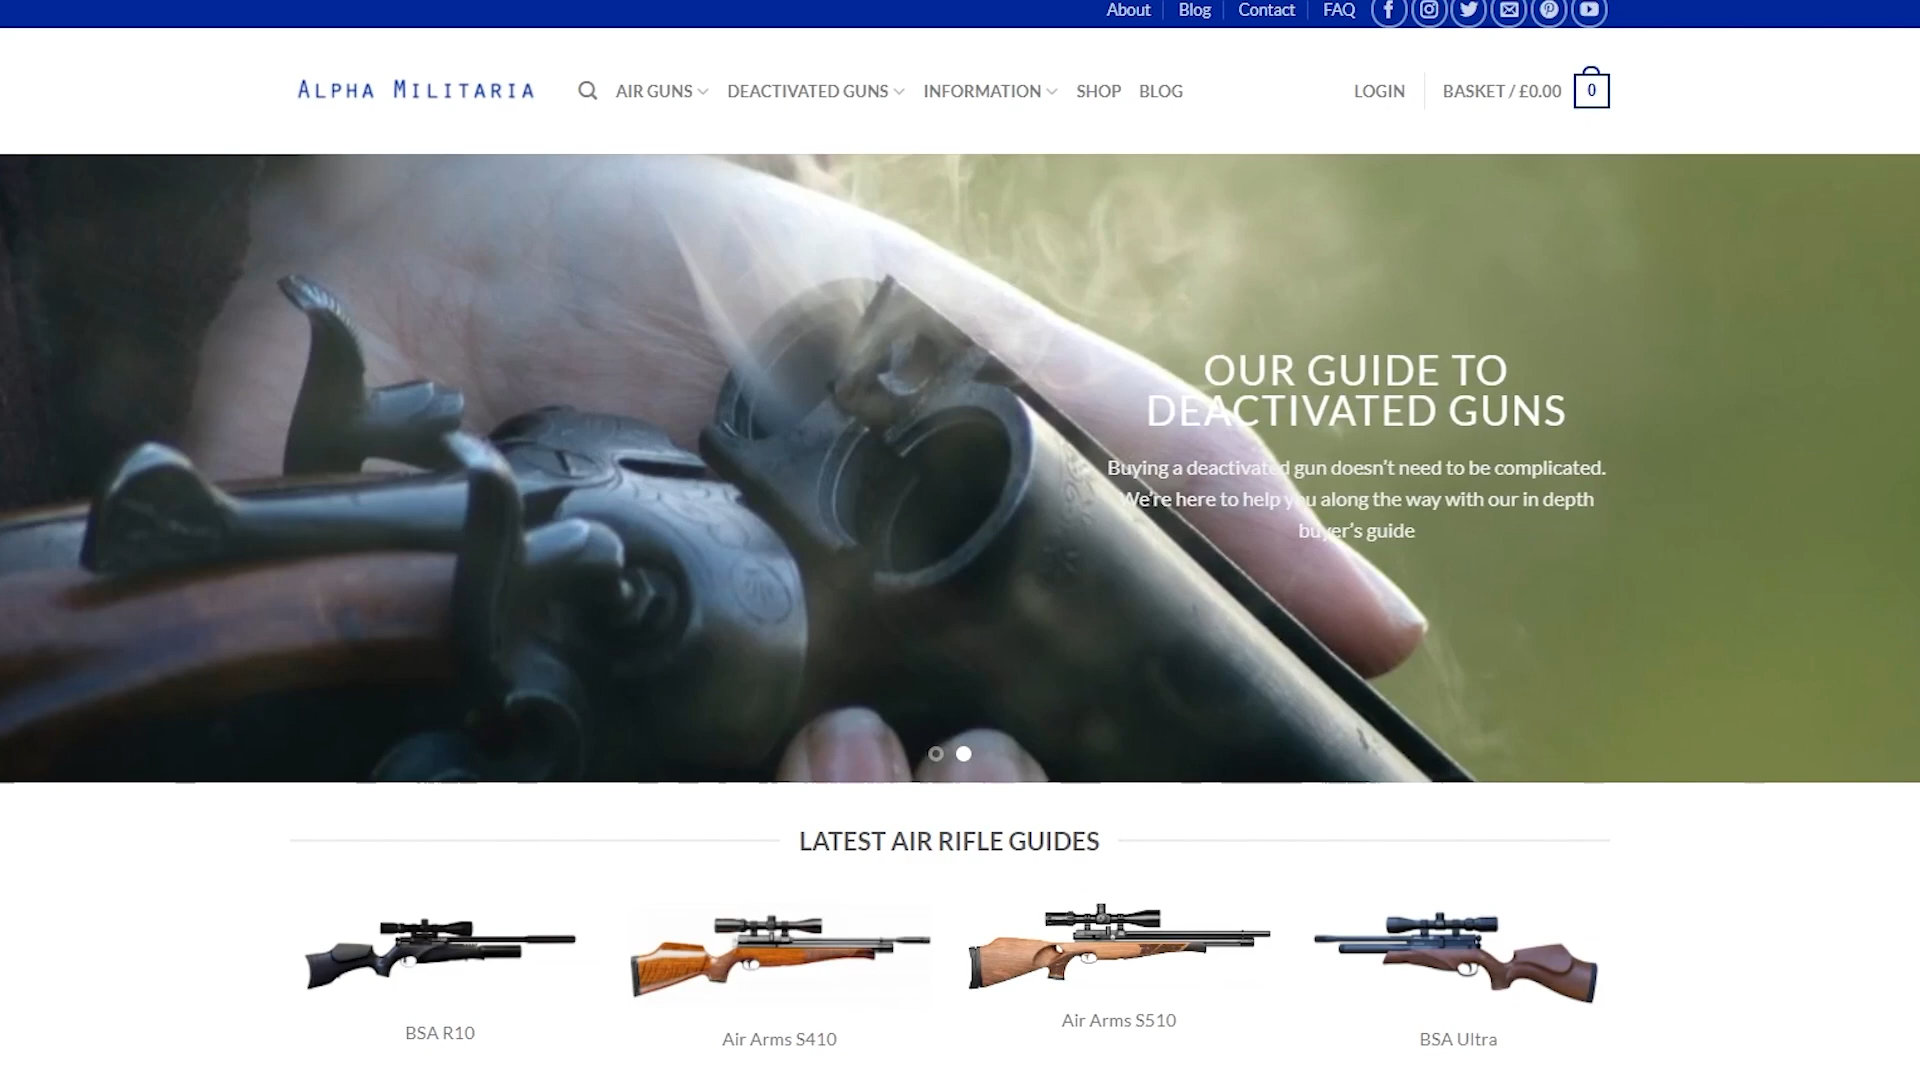 About Blog Contact FAQ
ALPHA MILITARIA AIR GUNS DEACTIVATED GUNS INFORMATION SHOP BLOG LOGIN BASKET / £0.00 0
OUR GUIDE TO
DEACTIVATED GUNS
Buying a deactivated gun doesn't need to be complicated.
We're here to help you along the way with our in depth
buyer's guide
LATEST AIR RIFLE GUIDES
BSA R10
Air Arms S410
Air Arms S510
BSA Ultra